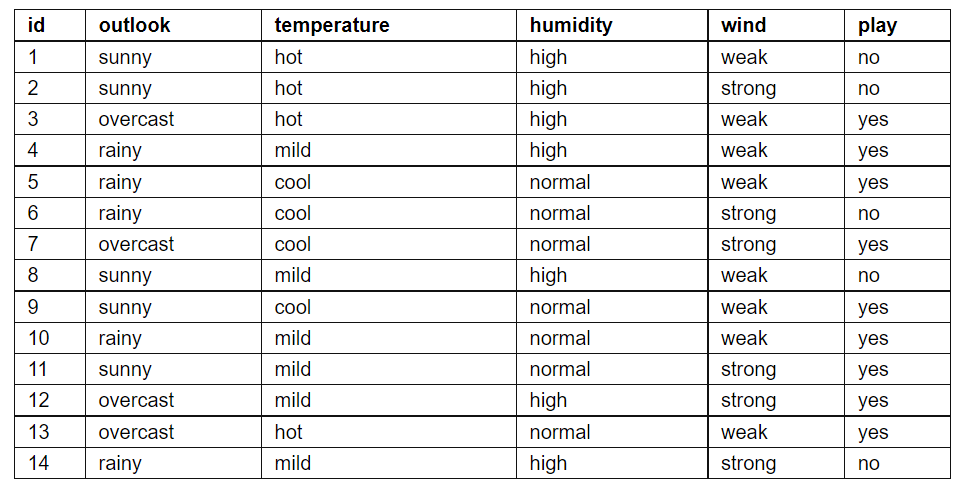 id outlook temperature humidity wind play
1 sunny hot high weak no
2 sunny hot high strong no
3 overcast hot high weak yes
4 rainy mild high weak yes
5 rainy cool normal weak yes
6 rainy cool normal strong no
7 overcast cool normal strong yes
8 sunny mild high weak no
9 sunny cool normal weak yes
10 rainy mild normal weak yes
11 sunny mild normal strong yes
12 overcast mild high strong yes
13 overcast hot normal weak yes
14 rainy mild high strong no